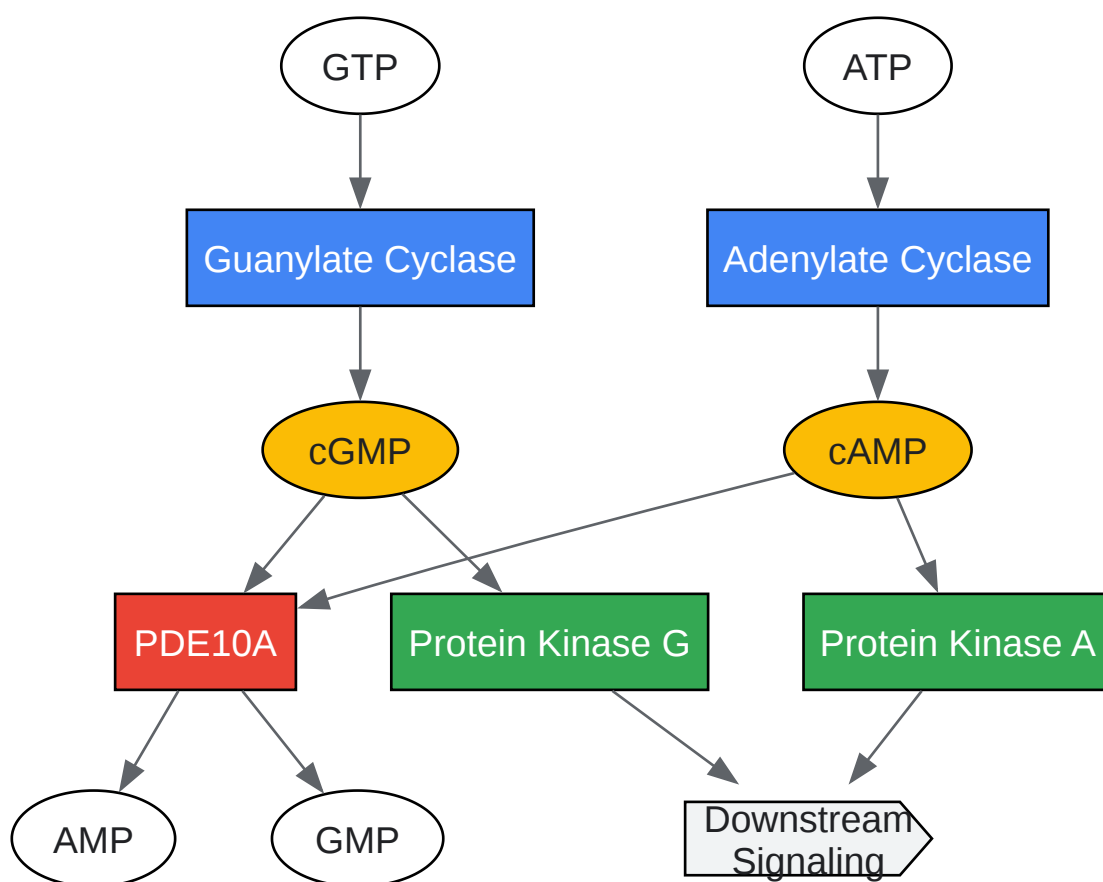 GTP
ATP
Guanylate Cyclase
Adenylate Cyclase
cGMP
cAMP
PDE10A
Protein Kinase G
Protein Kinase A
AMP
GMP
Downstream
Signaling